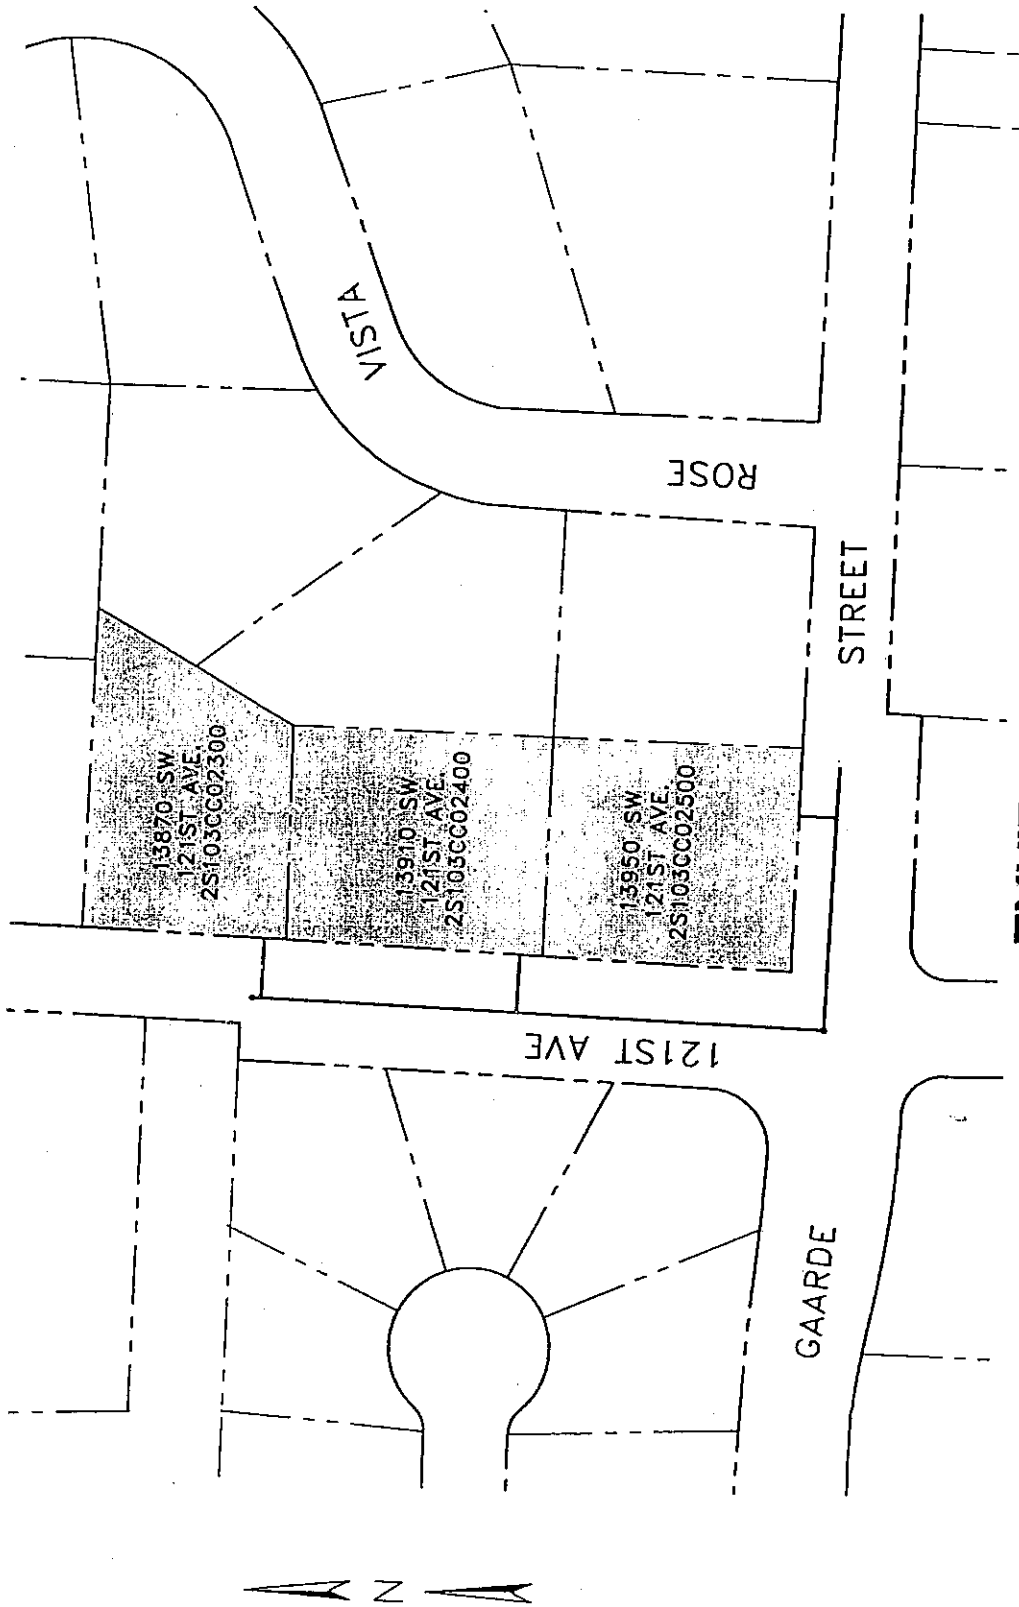 VISTA
ROSE
STREET
13870 SW
121ST AVE.
2S103CC02300
13910 SW
121ST AVE.
2S103CC02400
13950 SW
121ST AVE.
2S103CC02500
121ST AVE
GAARDE
N